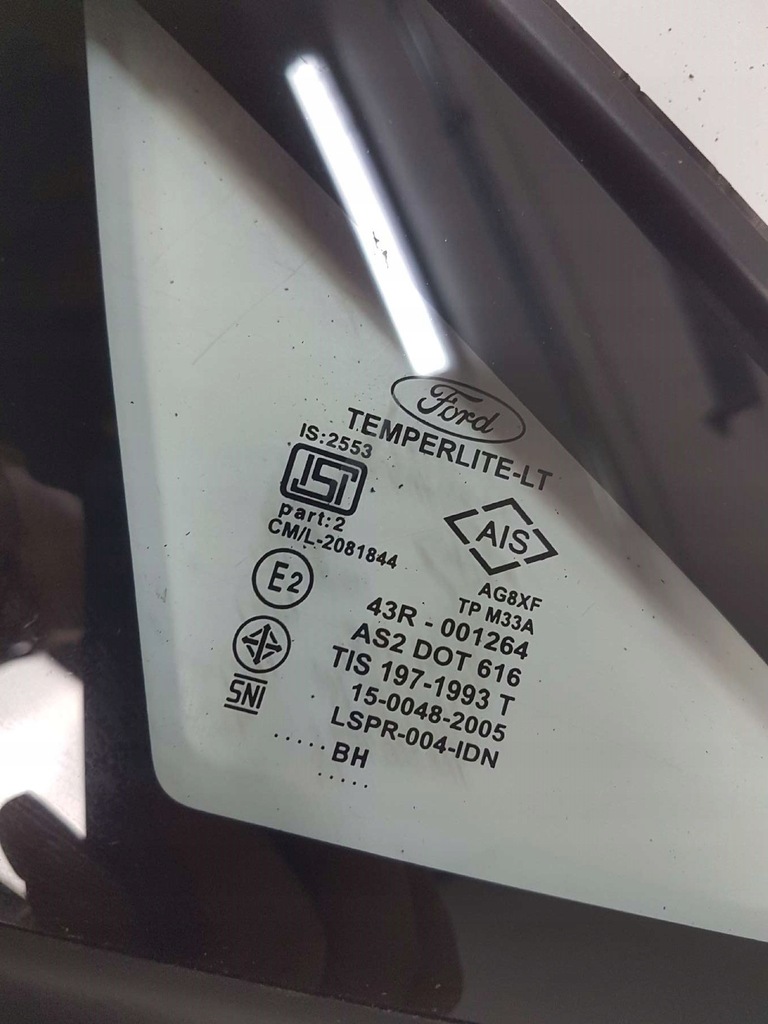 Ford
TEMPERLITE-LT
IS:2553
ISI
part:2
CM/L-2081844
AIS
AG8XF
TP M33A
E2
43R - 001264
AS2 DOT 616
TIS 197-1993 T
15-0048-2005
SNI
LSPR-004-IDN
..... BH
.....